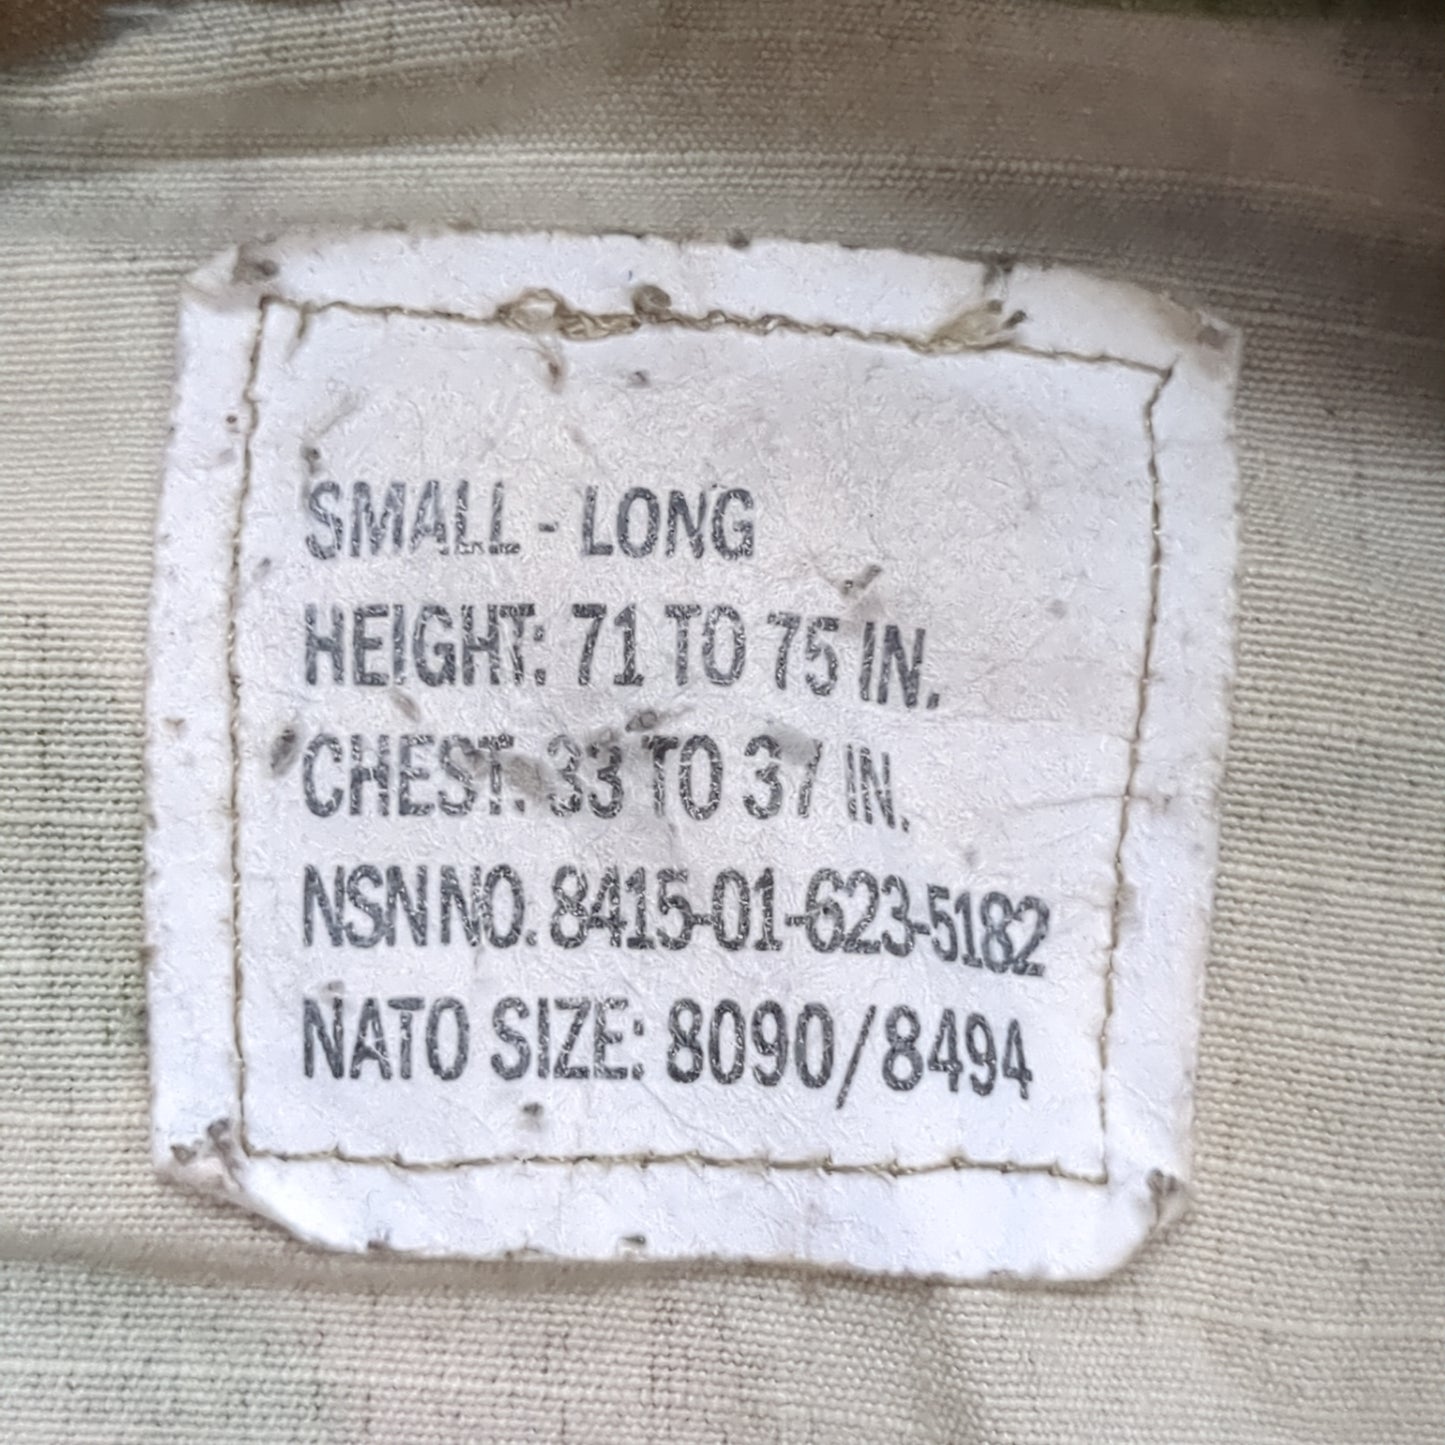 SMALL - LONG
HEIGHT: 71 TO 75 IN.
CHEST: 33 TO 37 IN.
NSN NO. 8415-01-623-5182
NATO SIZE: 8090/8494